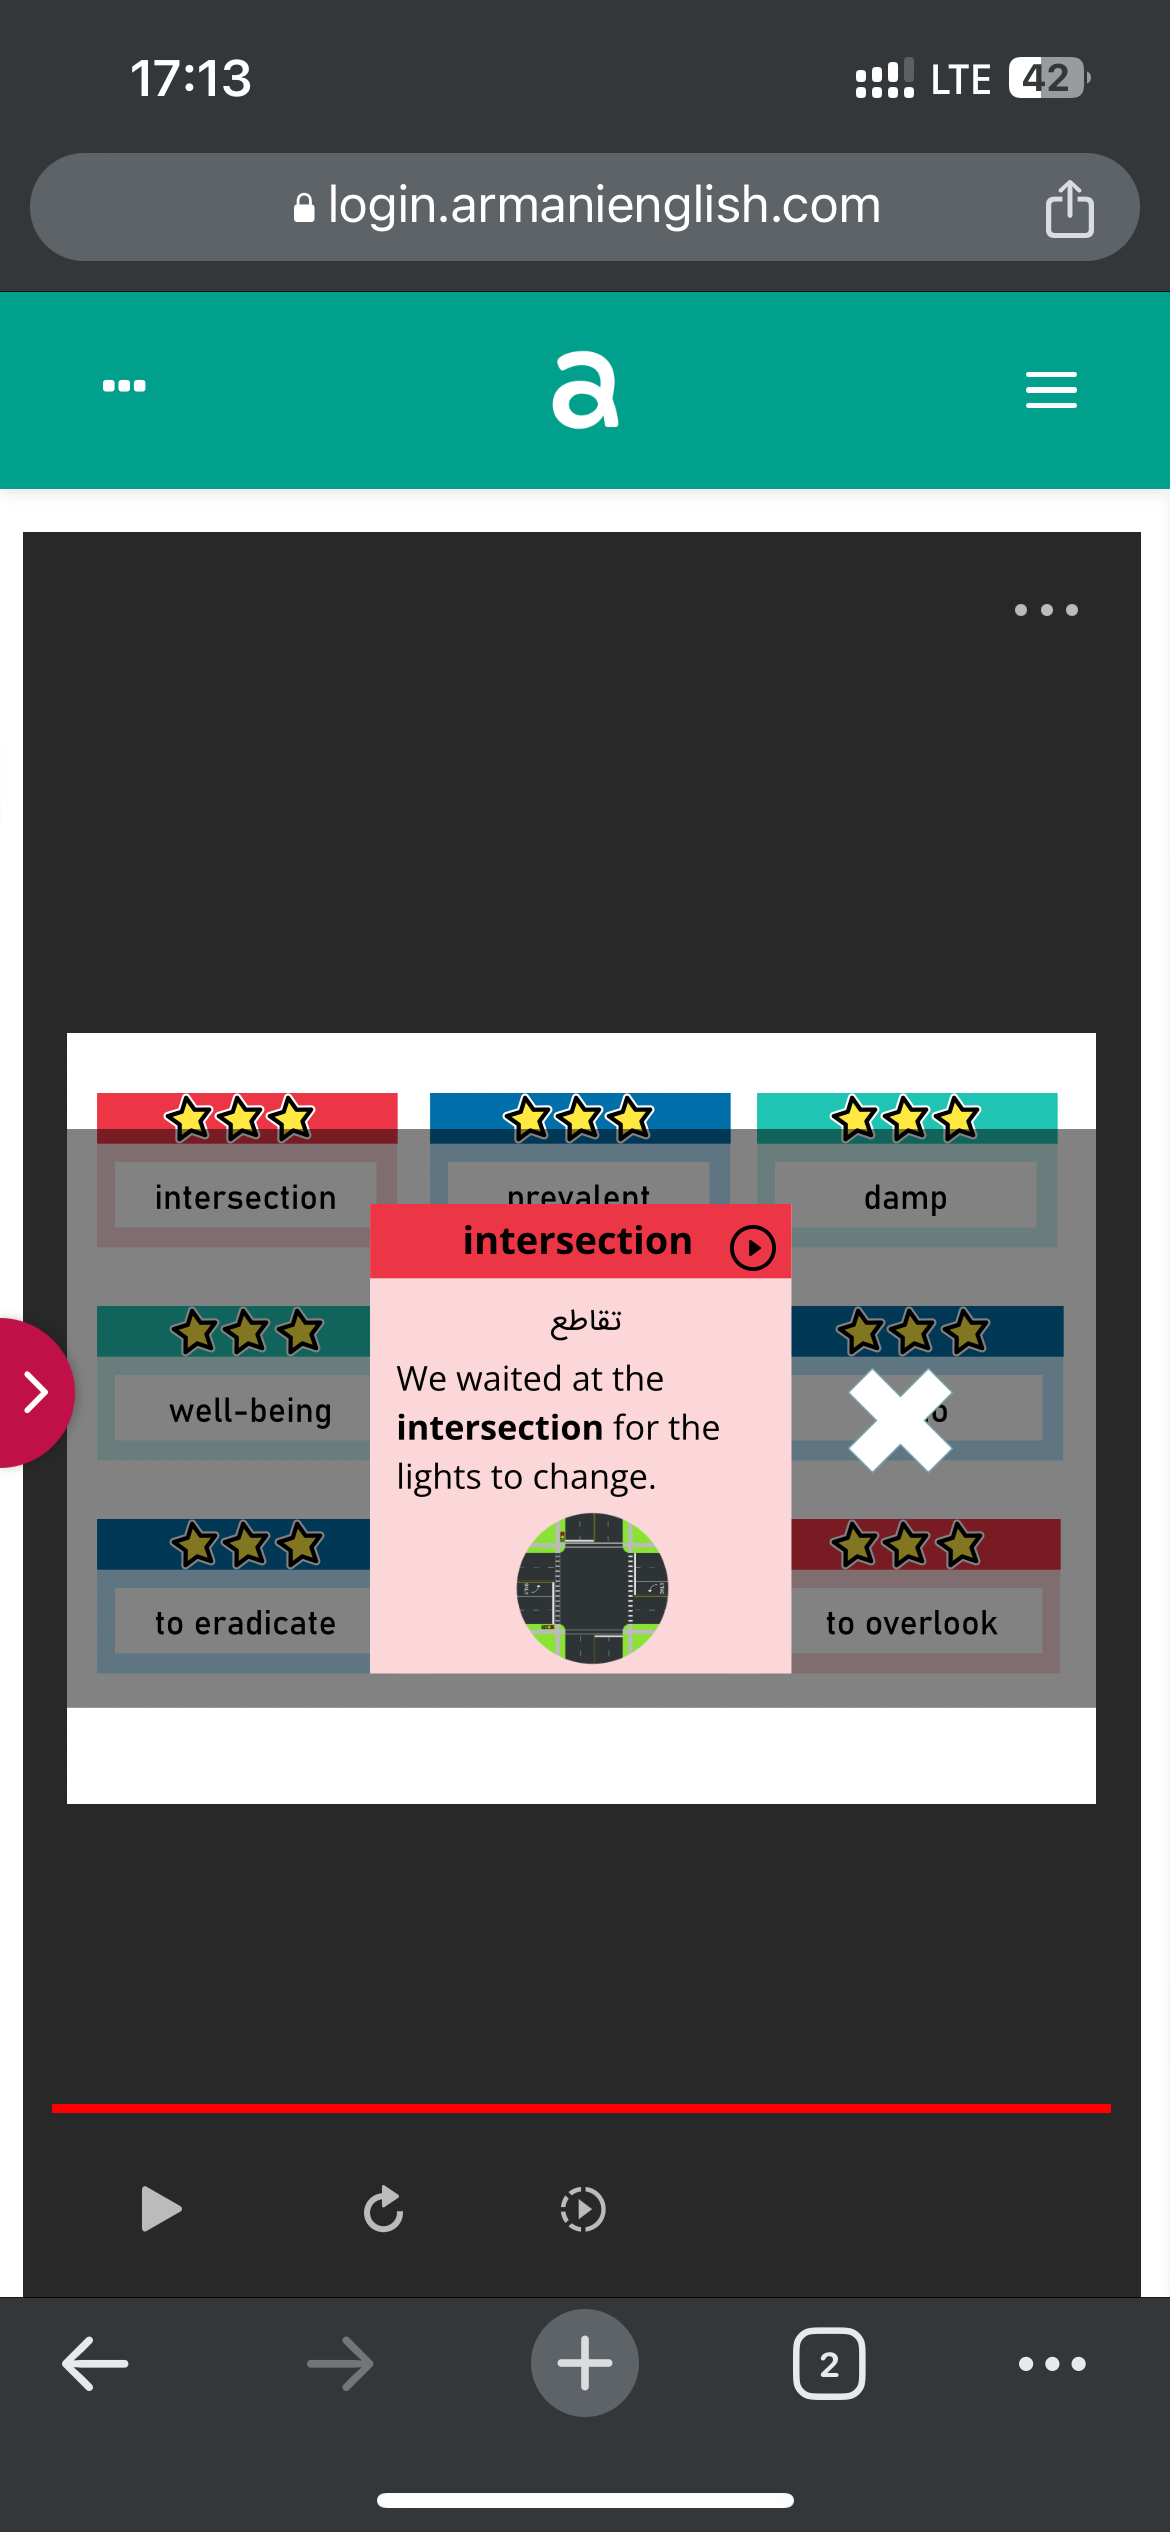 17:13
LTE 42
login.armanienglish.com
a
intersection
prevalent
damp
intersection
تقاطع
We waited at the
intersection for the
lights to change.
well-being
to eradicate
to overlook
2